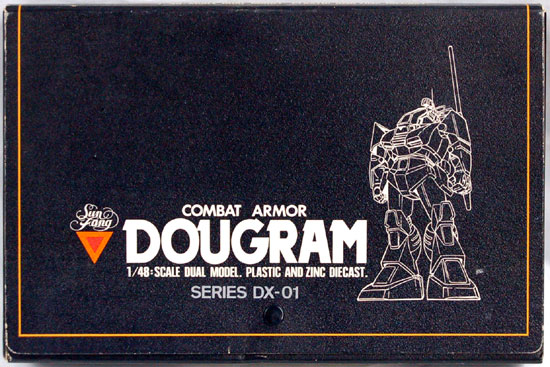 Sun
Fang
COMBAT ARMOR
DOUGRAM
1/48:SCALE DUAL MODEL. PLASTIC AND ZINC DIECAST.
SERIES DX-01